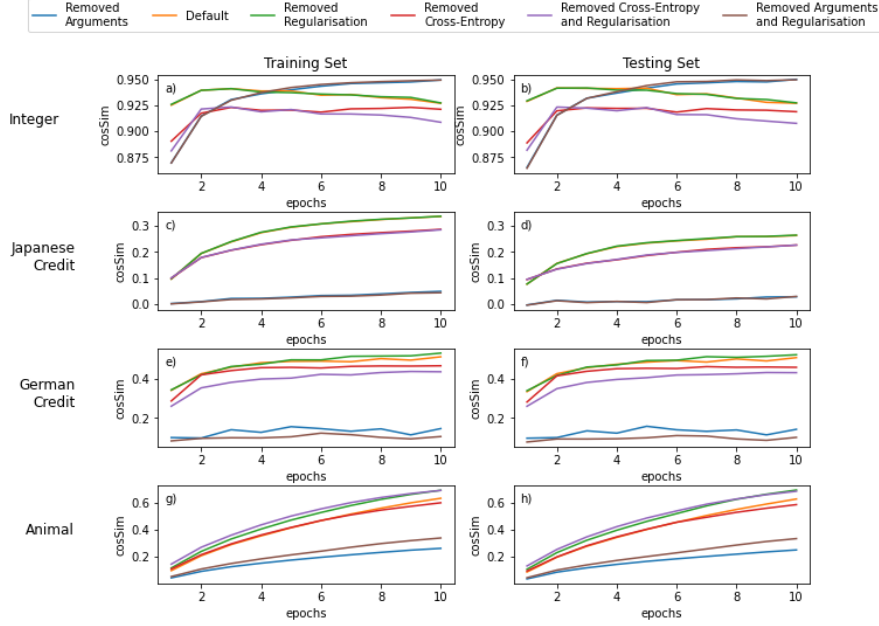 Removed Arguments
Default
Removed Regularisation
Removed Cross-Entropy
Removed Cross-Entropy and Regularisation
Removed Arguments and Regularisation
Training Set
Testing Set
Integer
a)
cosSim
0.950
0.925
0.900
0.875
2 4 6 8 10
epochs
b)
cosSim
0.950
0.925
0.900
0.875
2 4 6 8 10
epochs
Japanese Credit
c)
cosSim
0.3
0.2
0.1
0.0
2 4 6 8 10
epochs
d)
cosSim
0.3
0.2
0.1
0.0
2 4 6 8 10
epochs
German Credit
e)
cosSim
0.4
0.2
2 4 6 8 10
epochs
f)
cosSim
0.4
0.2
2 4 6 8 10
epochs
Animal
g)
cosSim
0.6
0.4
0.2
2 4 6 8 10
epochs
h)
cosSim
0.6
0.4
0.2
2 4 6 8 10
epochs